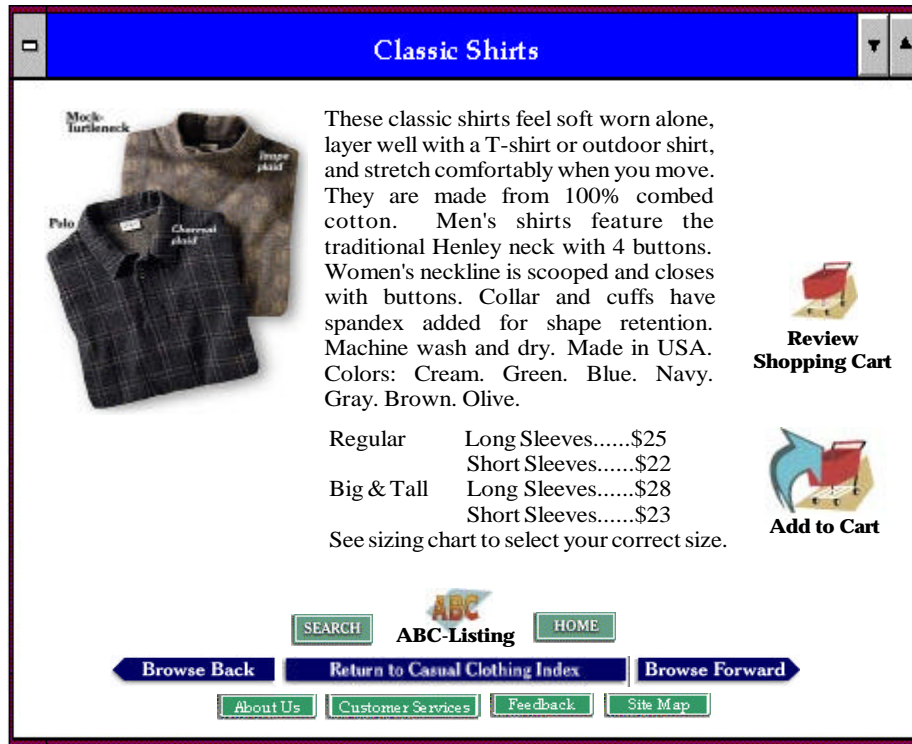 Classic Shirts
Mock-
Turtleneck
Taupe
plaid
Polo
Charcoal
plaid
These classic shirts feel soft worn alone,
layer well with a T-shirt or outdoor shirt,
and stretch comfortably when you move.
They are made from 100% combed
cotton. Men's shirts feature the
traditional Henley neck with 4 buttons.
Women's neckline is scooped and closes
with buttons. Collar and cuffs have
spandex added for shape retention.
Machine wash and dry. Made in USA.
Colors: Cream. Green. Blue. Navy.
Gray. Brown. Olive.
Review
Shopping Cart
Regular Long Sleeves......$25
Short Sleeves......$22
Big & Tall Long Sleeves......$28
Short Sleeves......$23
See sizing chart to select your correct size.
Add to Cart
ABC
SEARCH
ABC-Listing
HOME
Browse Back
Return to Casual Clothing Index
Browse Forward
About Us
Customer Services
Feedback
Site Map